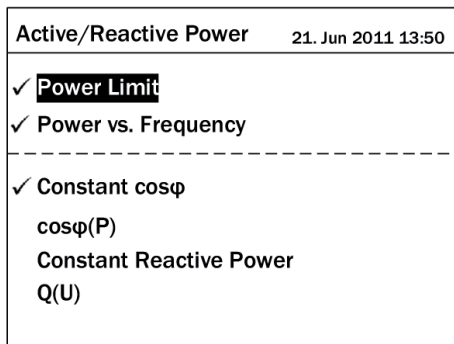 Active/Reactive Power 21. Jun 2011 13:50
✓ Power Limit
✓ Power vs. Frequency
✓ Constant cosφ
cosφ(P)
Constant Reactive Power
Q(U)